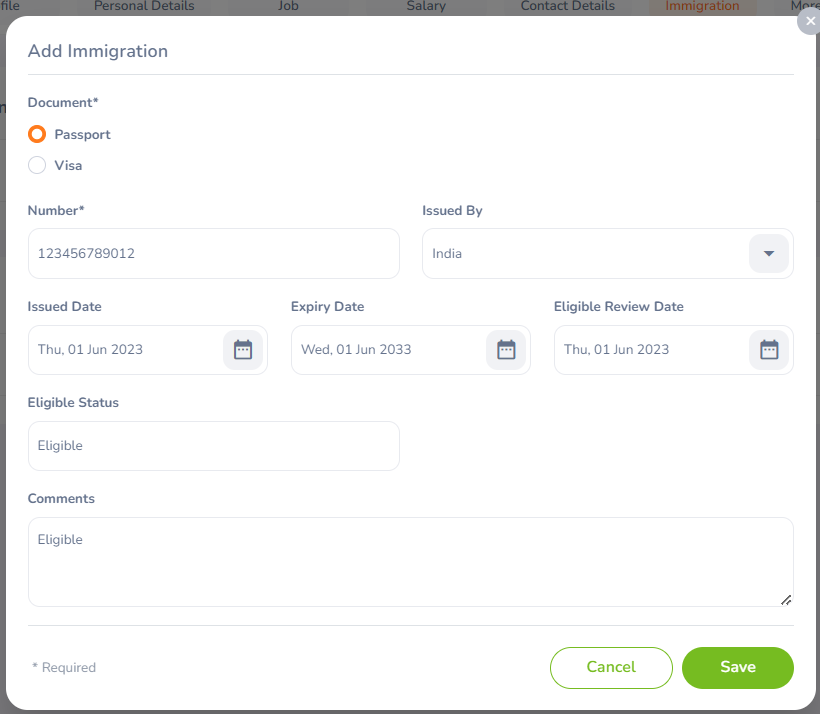 file Personal Details Job Salary Contact Details Immigration More
Add Immigration
Document*
Passport
Visa
Number* Issued By
123456789012 India
Issued Date Expiry Date Eligible Review Date
Thu, 01 Jun 2023 Wed, 01 Jun 2033 Thu, 01 Jun 2023
Eligible Status
Eligible
Comments
Eligible
* Required Cancel Save